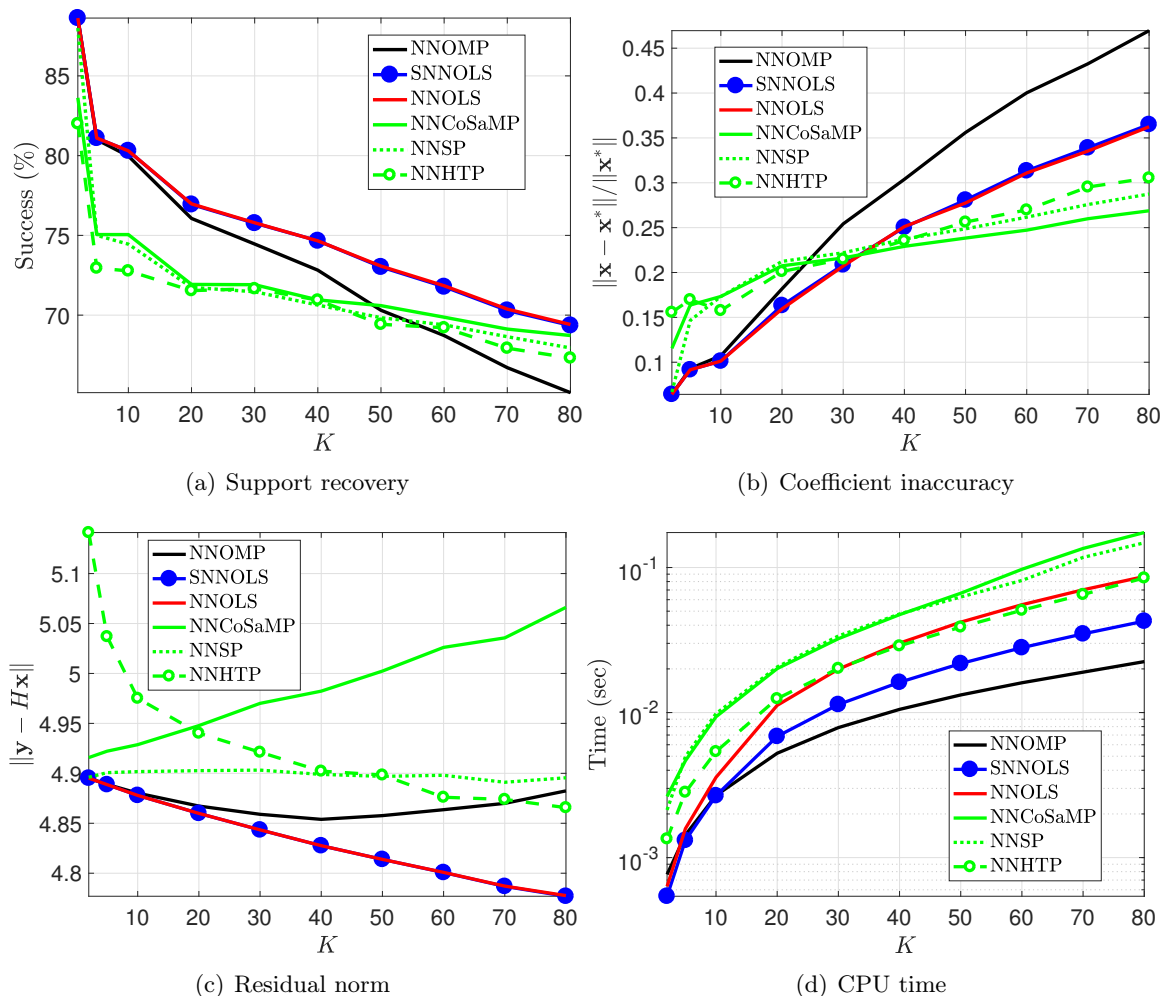 85
80
75
70
Success (%)
10 20 30 40 50 60 70 80
K
NNOMP
SNNOLS
NNOLS
NNCoSaMP
NNSP
NNHTP
(a) Support recovery
0.45
0.4
0.35
0.3
0.25
0.2
0.15
0.1
‖x − x*‖/‖x*‖
10 20 30 40 50 60 70 80
K
NNOMP
SNNOLS
NNOLS
NNCoSaMP
NNSP
NNHTP
(b) Coefficient inaccuracy
5.1
5.05
5
4.95
4.9
4.85
4.8
‖y − Hx‖
10 20 30 40 50 60 70 80
K
NNOMP
SNNOLS
NNOLS
NNCoSaMP
NNSP
NNHTP
(c) Residual norm
10⁻¹
10⁻²
10⁻³
Time (sec)
10 20 30 40 50 60 70 80
K
NNOMP
SNNOLS
NNOLS
NNCoSaMP
NNSP
NNHTP
(d) CPU time